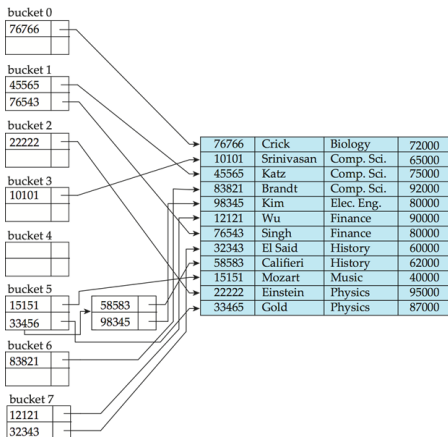 bucket 0
76766
bucket 1
45565
76543
bucket 2
22222
bucket 3
10101
bucket 4
bucket 5
15151
33456
58583
98345
bucket 6
83821
bucket 7
12121
32343
76766 Crick Biology 72000
10101 Srinivasan Comp. Sci. 65000
45565 Katz Comp. Sci. 75000
83821 Brandt Comp. Sci. 92000
98345 Kim Elec. Eng. 80000
12121 Wu Finance 90000
76543 Singh Finance 80000
32343 El Said History 60000
58583 Califieri History 62000
15151 Mozart Music 40000
22222 Einstein Physics 95000
33465 Gold Physics 87000